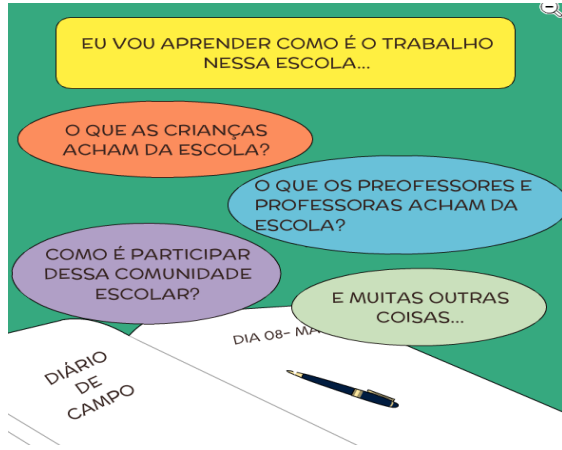 EU VOU APRENDER COMO É O TRABALHO
NESSA ESCOLA...
O QUE AS CRIANÇAS
ACHAM DA ESCOLA?
O QUE OS PREOFESSORES E
PROFESSORAS ACHAM DA
ESCOLA?
COMO É PARTICIPAR
DESSA COMUNIDADE
ESCOLAR?
E MUITAS OUTRAS
COISAS...
DIA 08- MA
DIÁRIO
DE
CAMPO